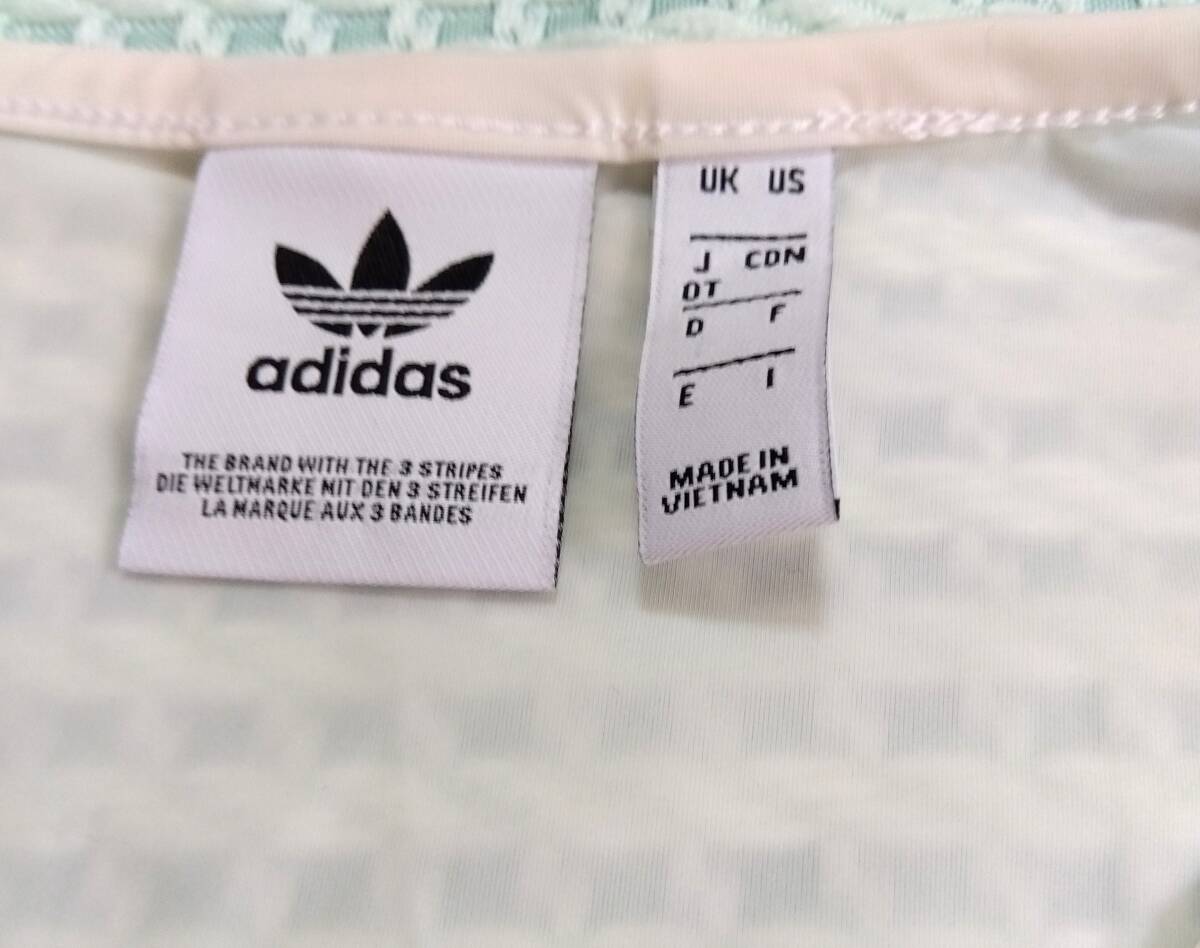 adidas
THE BRAND WITH THE 3 STRIPES
DIE WELTMARKE MIT DEN 3 STREIFEN
LA MARQUE AUX 3 BANDES
UK US
J CDN
OT
D F
E I
MADE IN
VIETNAM